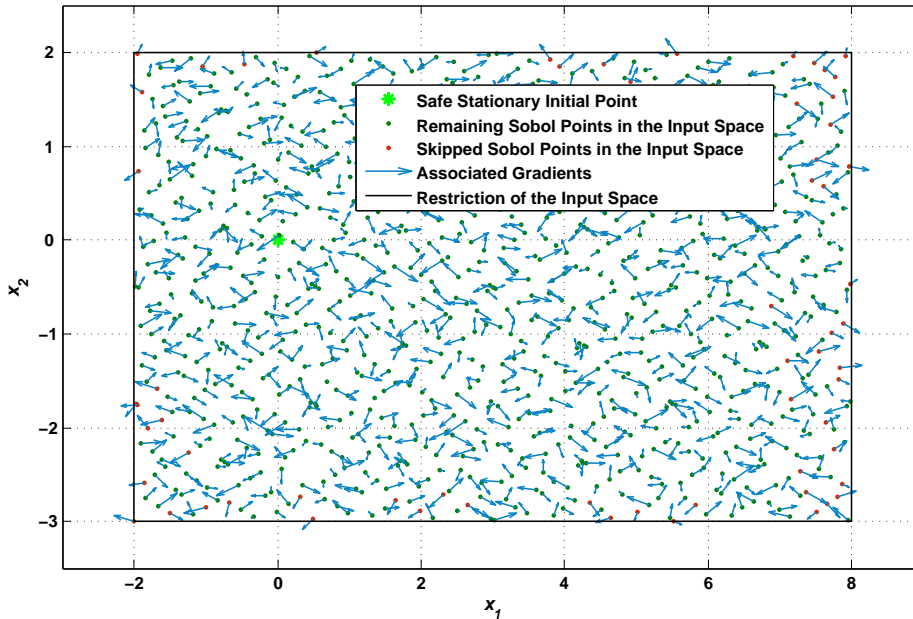 2
1
0
−1
−2
−3
x2
Safe Stationary Initial Point
Remaining Sobol Points in the Input Space
Skipped Sobol Points in the Input Space
Associated Gradients
Restriction of the Input Space
−2 0 2 4 6 8
x1